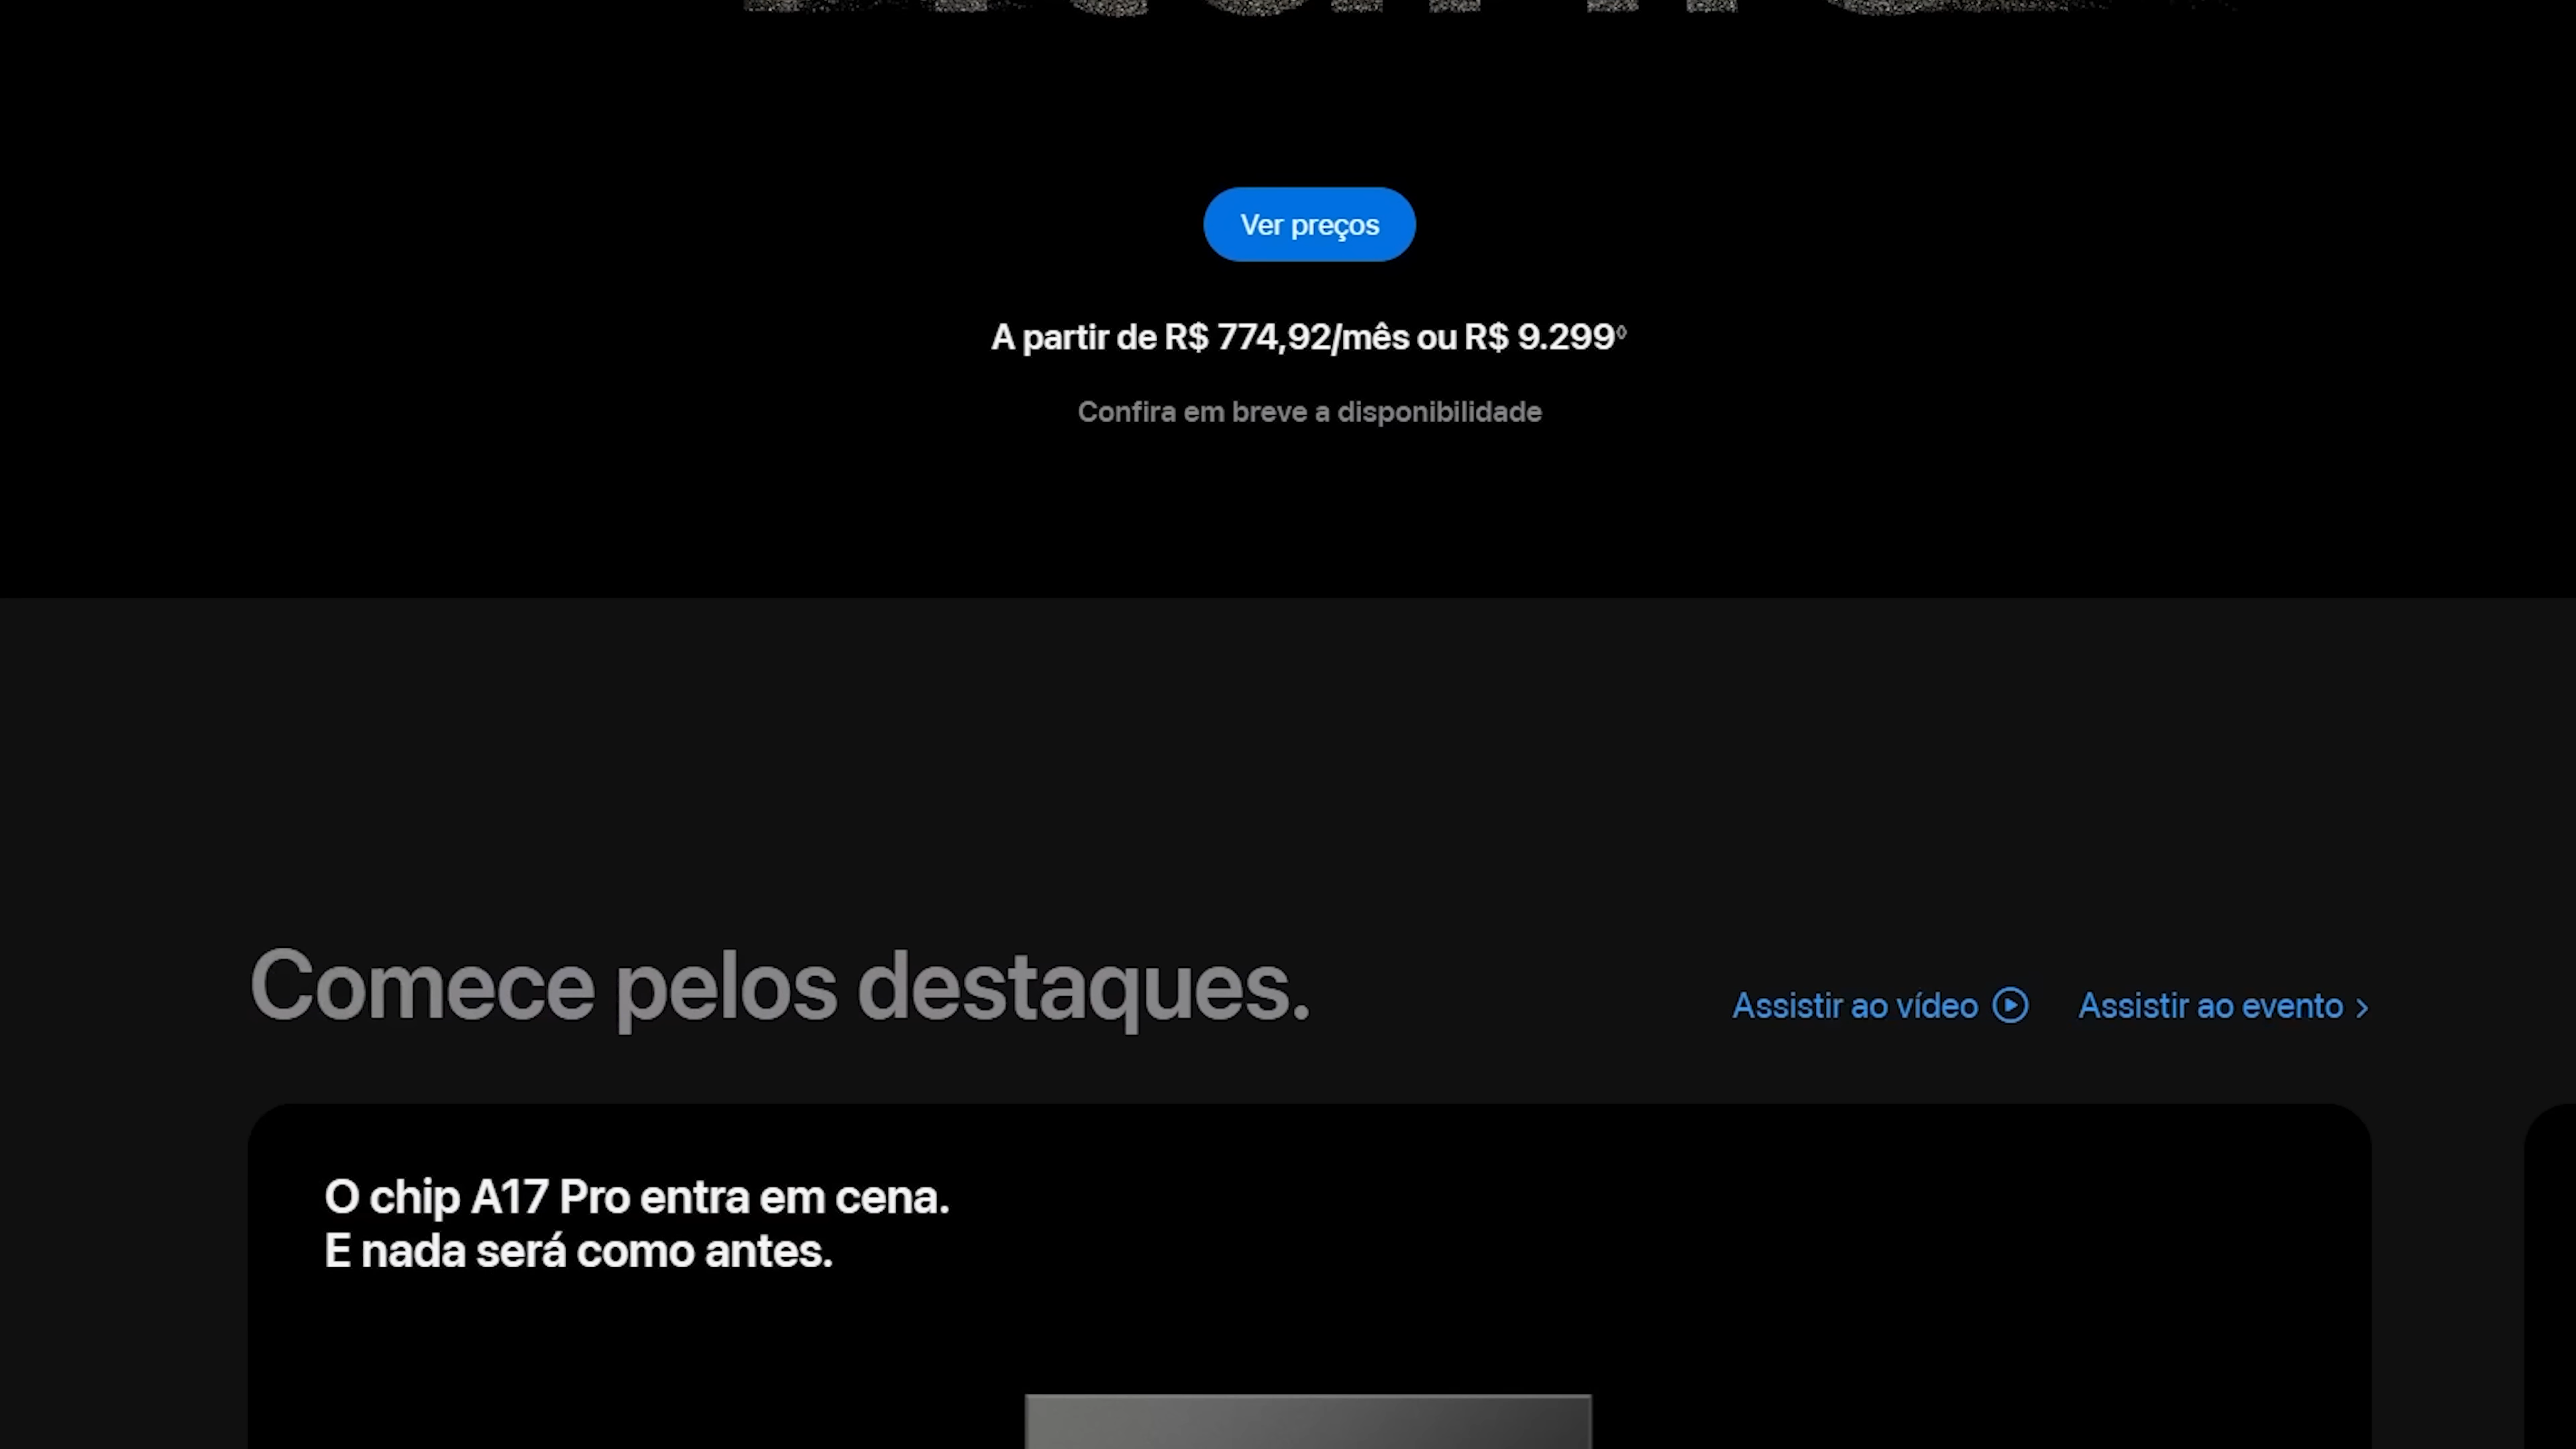 Ver preços
A partir de R$ 774,92/mês ou R$ 9.299◊
Confira em breve a disponibilidade
Comece pelos destaques.
Assistir ao vídeo
Assistir ao evento >
O chip A17 Pro entra em cena.
E nada será como antes.